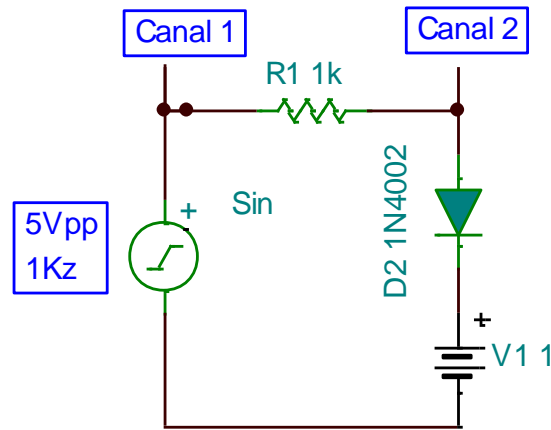 Canal 1
Canal 2
R1 1k
+
Sin
5Vpp
1Kz
D2 1N4002
+
V1 1